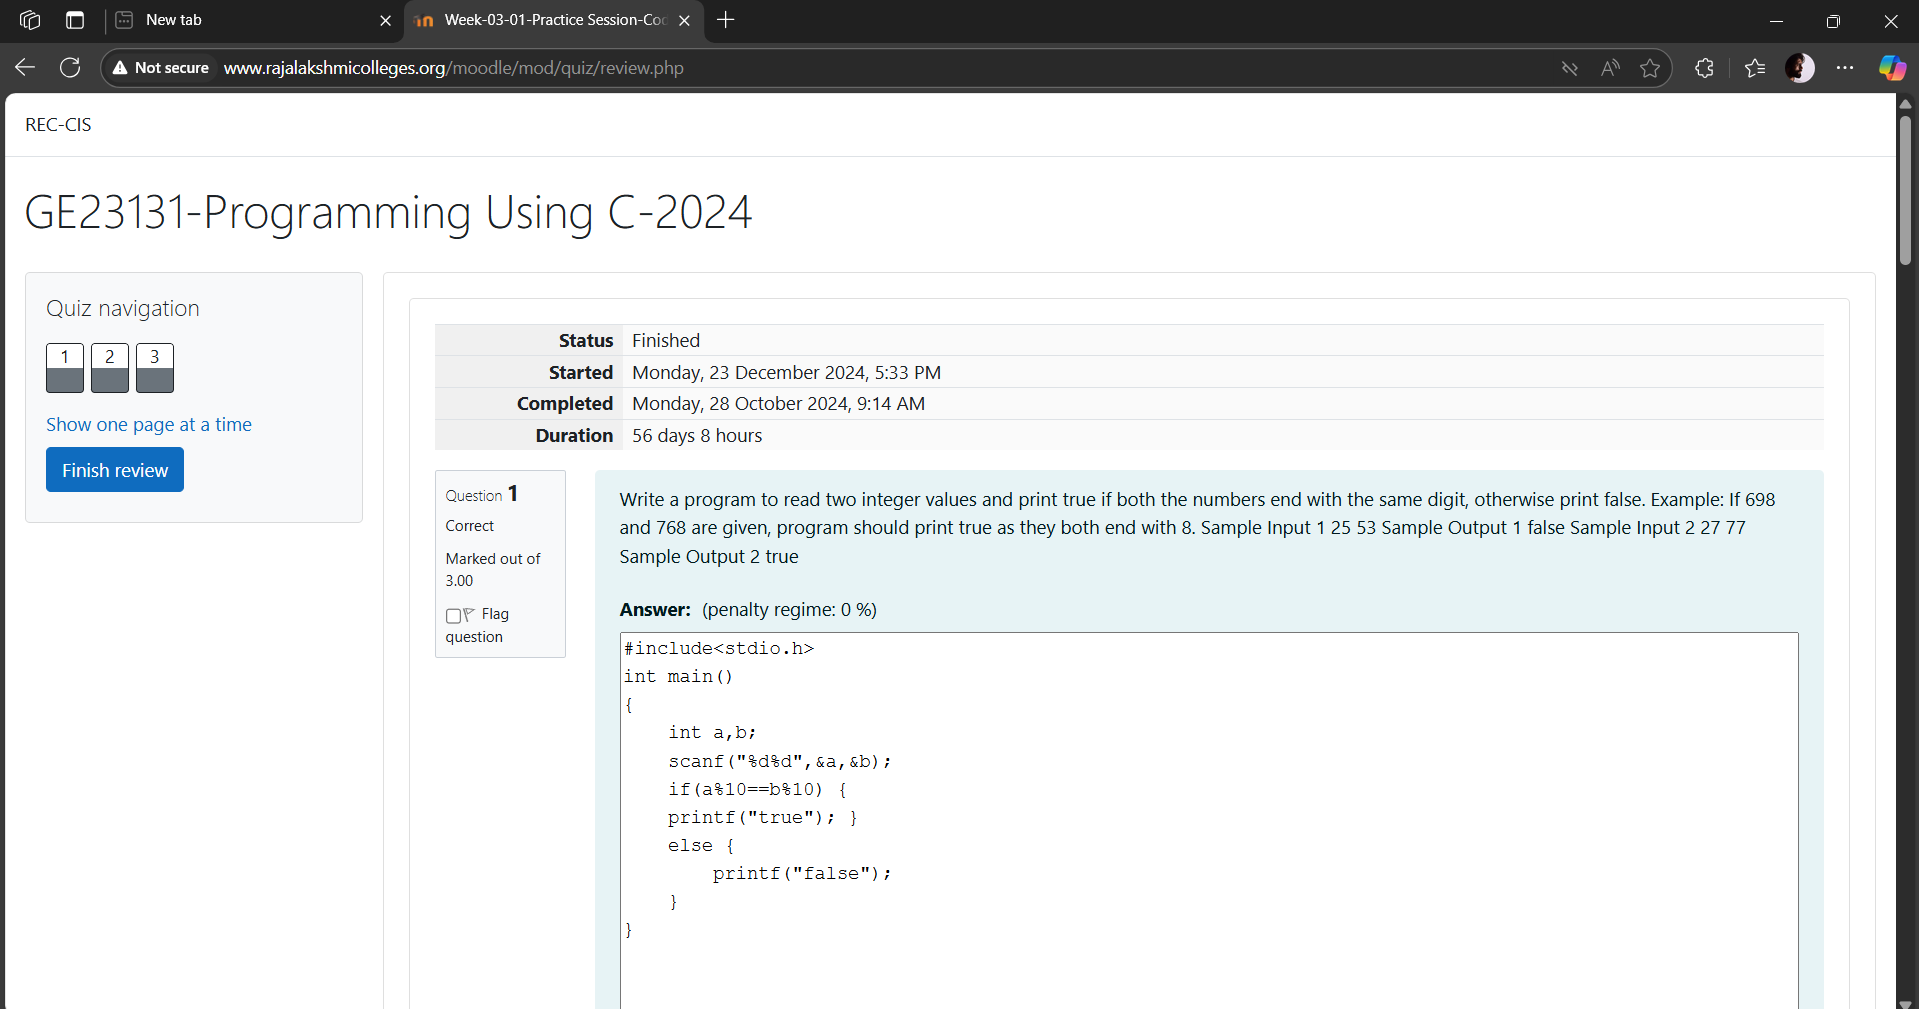 New tab
Week-03-01-Practice Session-Coc
Not secure www.rajalakshmicolleges.org/moodle/mod/quiz/review.php
REC-CIS
GE23131-Programming Using C-2024
Quiz navigation
1 2 3
Show one page at a time
Finish review
Status Finished
Started Monday, 23 December 2024, 5:33 PM
Completed Monday, 28 October 2024, 9:14 AM
Duration 56 days 8 hours
Question 1
Correct
Marked out of
3.00
Flag
question
Write a program to read two integer values and print true if both the numbers end with the same digit, otherwise print false. Example: If 698
and 768 are given, program should print true as they both end with 8. Sample Input 1 25 53 Sample Output 1 false Sample Input 2 27 77
Sample Output 2 true
Answer: (penalty regime: 0 %)
#include<stdio.h>
int main()
{
    int a,b;
    scanf("%d%d",&a,&b);
    if(a%10==b%10) {
    printf("true"); }
    else {
        printf("false");
    }
}